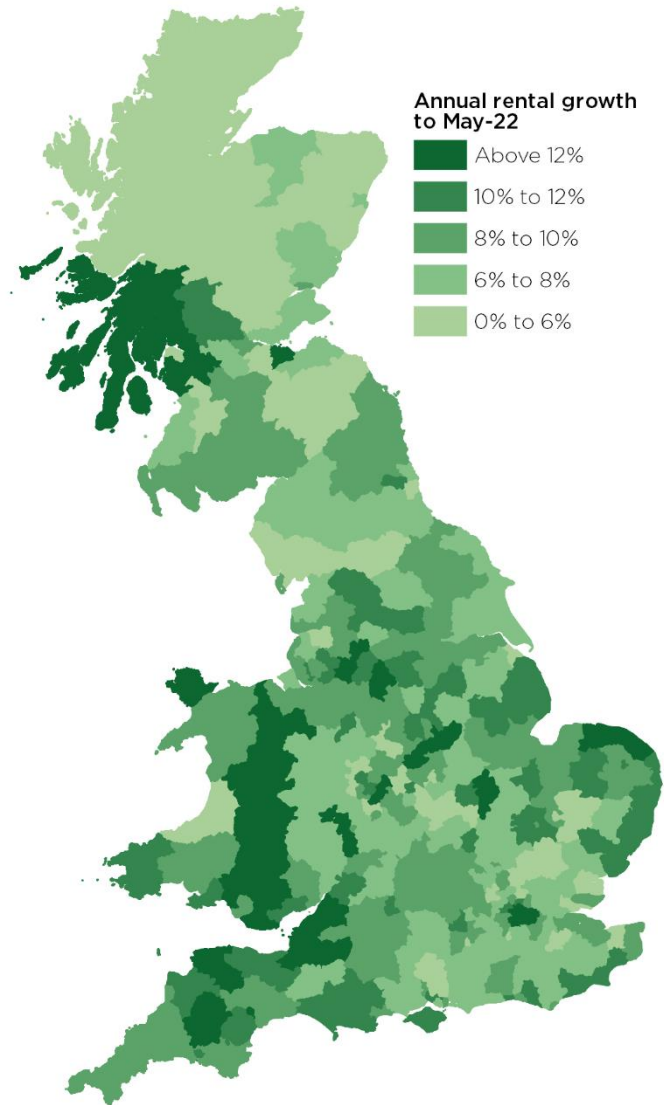 Annual rental growth
to May-22
Above 12%
10% to 12%
8% to 10%
6% to 8%
0% to 6%